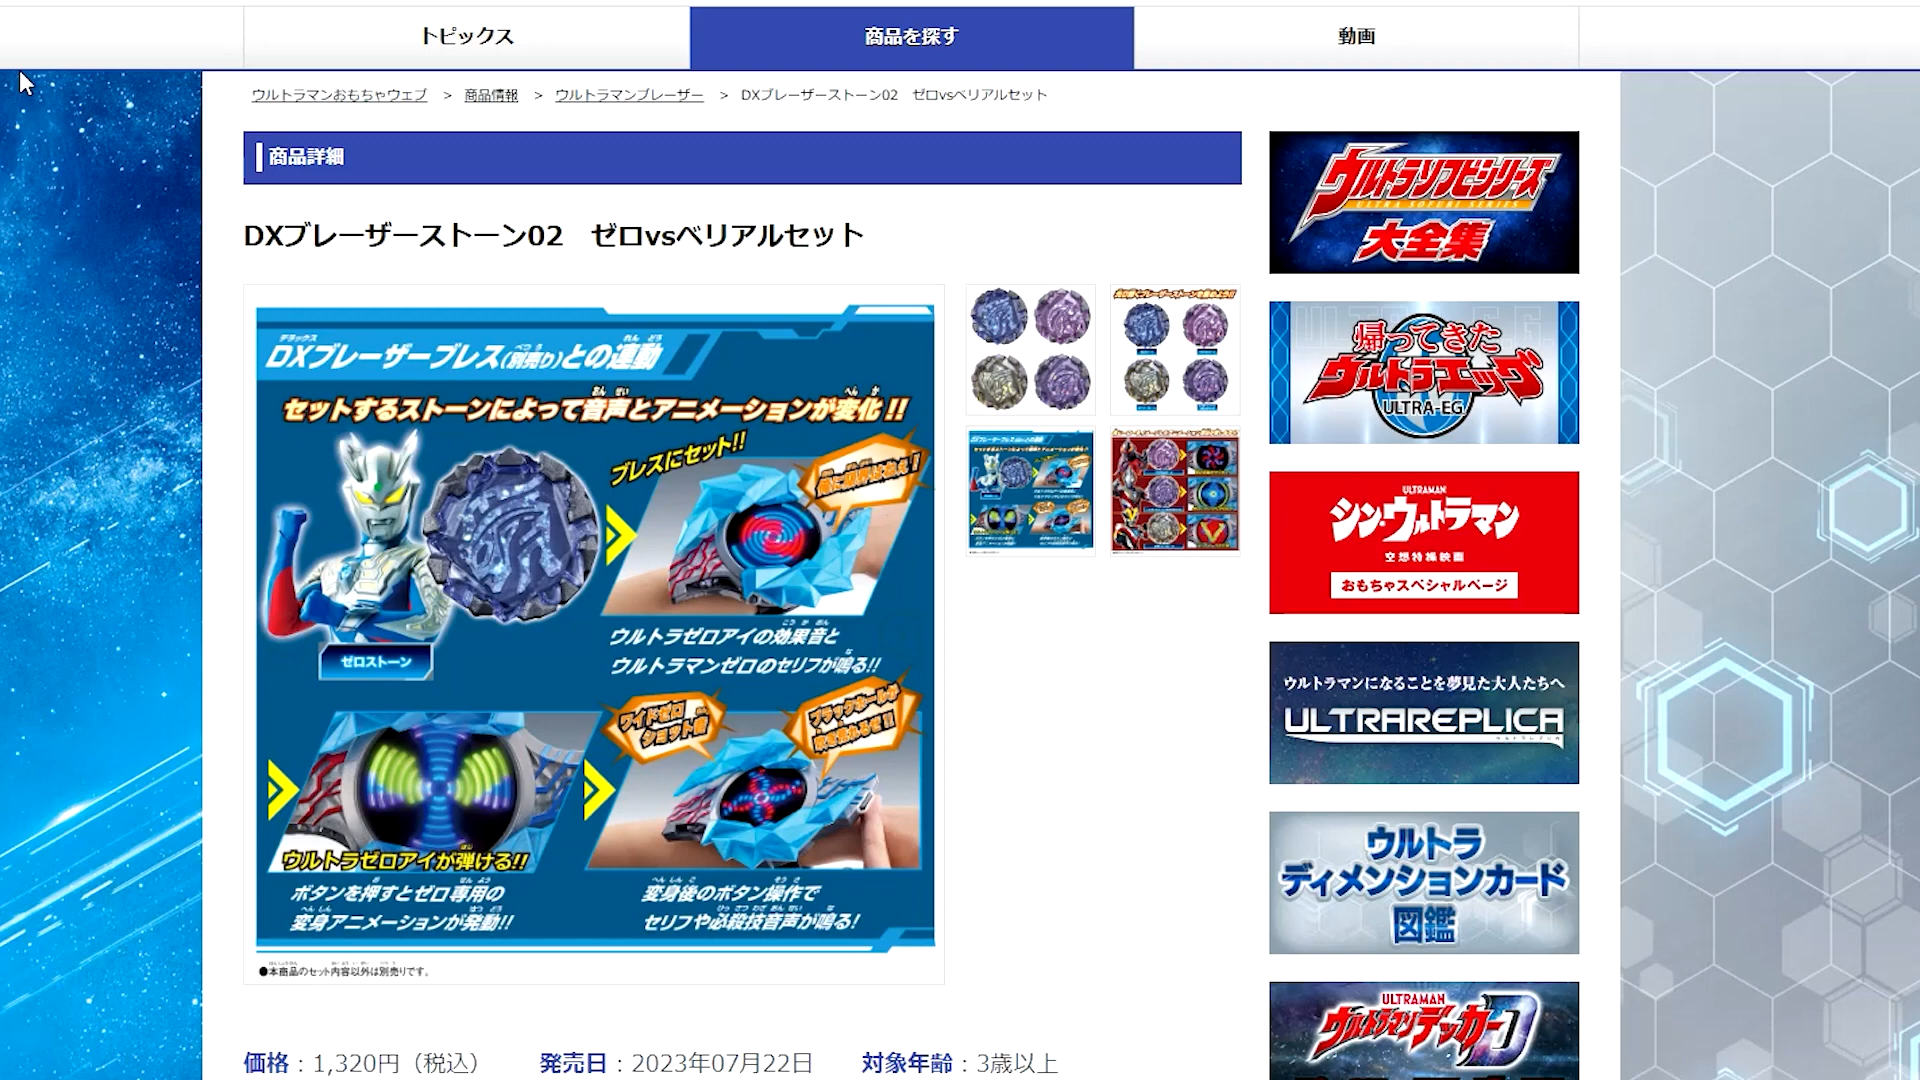 トピックス
商品を探す
動画
ウルトラマンおもちゃウェブ > 商品情報 > ウルトラマンブレーザー > DXブレーザーストーン02　ゼロvsベリアルセット
商品詳細
DXブレーザーストーン02　ゼロvsベリアルセット
DXブレーザーブレス(別売り)との連動
セットするストーンによって音声とアニメーションが変化!!
ブレスにセット!!
俺に限界はねぇ!
ゼロストーン
ウルトラゼロアイの効果音と
ウルトラマンゼロのセリフが鳴る!!
ワイドゼロ
ショット音
ウルトラゼロアイが弾ける!!
ボタンを押すとゼロ専用の
変身アニメーションが発動!!
変身後のボタン操作で
セリフや必殺技音声が鳴る!
●本商品のセット内容以外は別売りです。
価格：1,320円（税込）
発売日：2023年07月22日
対象年齢：3歳以上
ウルトラソフビシリーズ
ULTRA SOFUBI SERIES
大全集
帰ってきた
ウルトラエッグ
ULTRA-EGG
ULTRAMAN
シン・ウルトラマン
空想特撮映画
おもちゃスペシャルページ
ウルトラマンになることを夢見た大人たちへ
ULTRAREPLICA
ウルトラ
ディメンションカード
図鑑
ULTRAMAN
ウルトラマンデッカー